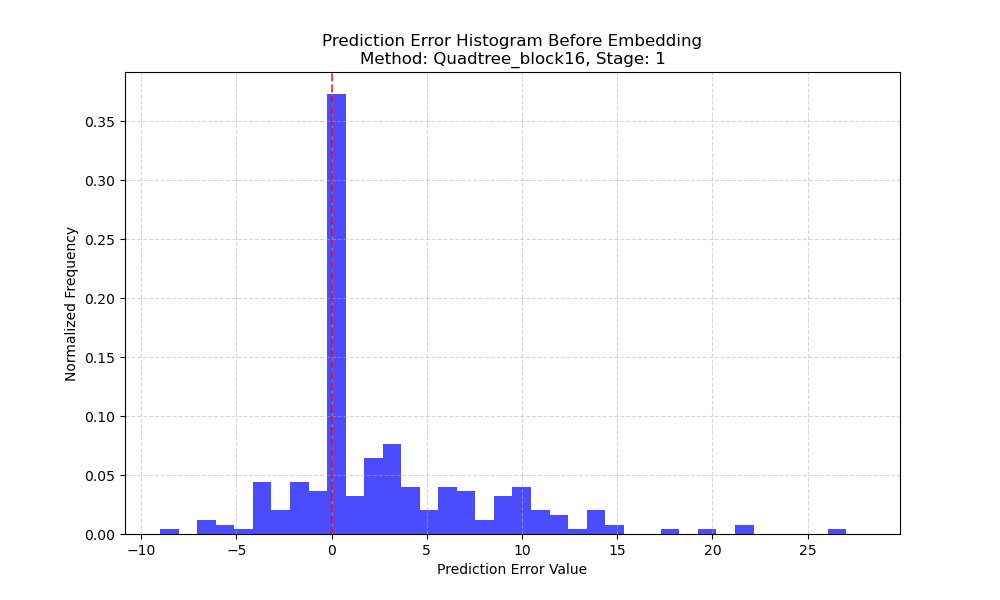 Prediction Error Histogram Before Embedding
Method: Quadtree_block16, Stage: 1
Normalized Frequency
0.35
0.30
0.25
0.20
0.15
0.10
0.05
0.00
−10 −5 0 5 10 15 20 25
Prediction Error Value